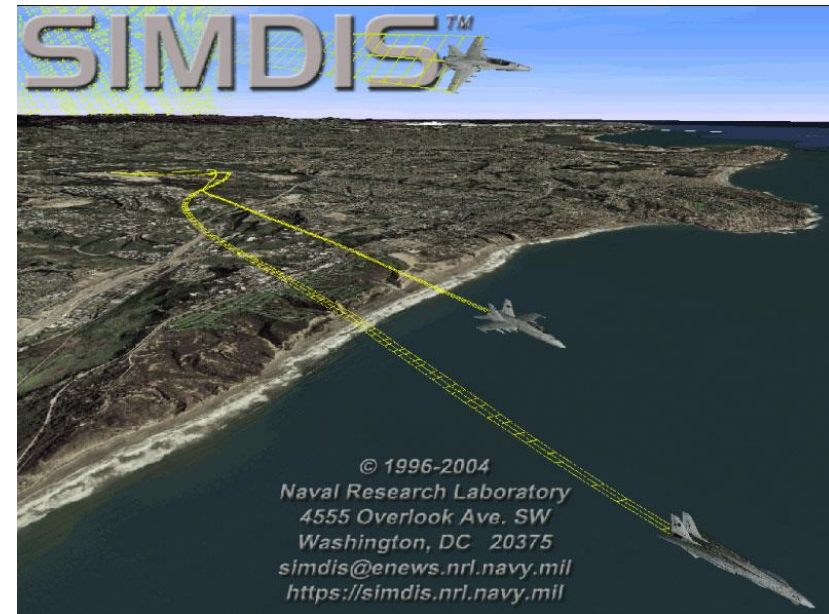 SIMDIS™
© 1996-2004
Naval Research Laboratory
4555 Overlook Ave. SW
Washington, DC 20375
simdis@enews.nrl.navy.mil
https://simdis.nrl.navy.mil